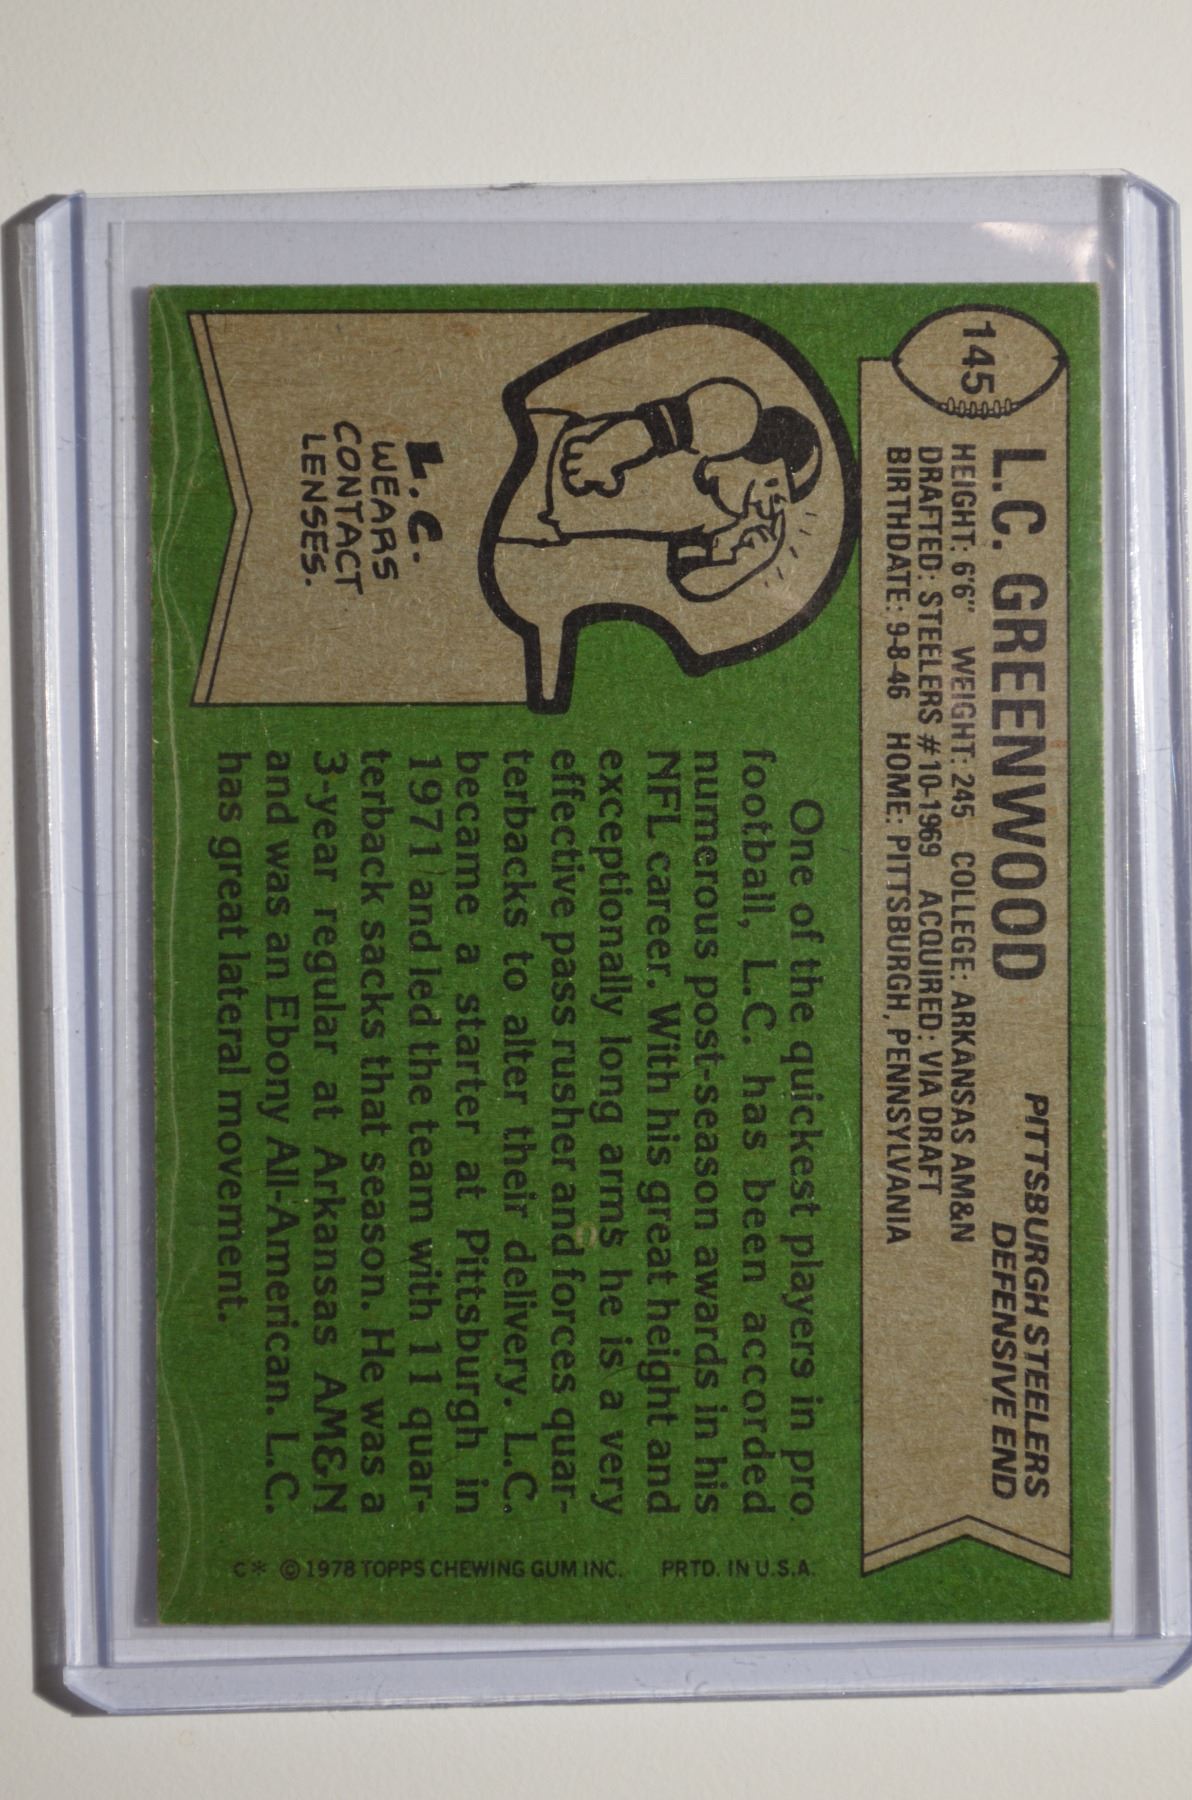 145
L.C. GREENWOOD
PITTSBURGH STEELERS
DEFENSIVE END
HEIGHT: 6'6" WEIGHT: 245 COLLEGE: ARKANSAS AM&N
DRAFTED: STEELERS #10-1969 ACQUIRED: VIA DRAFT
BIRTHDATE: 9-8-46 HOME: PITTSBURGH, PENNSYLVANIA
L.C.
WEARS
CONTACT
LENSES.
One of the quickest players in pro
football, L.C. has been accorded
numerous post-season awards in his
NFL career. With his great height and
exceptionally long arms he is a very
effective pass rusher and forces quar-
terbacks to alter their delivery. L.C.
became a starter at Pittsburgh in
1971 and led the team with 11 quar-
terback sacks that season. He was a
3-year regular at Arkansas AM&N
and was an Ebony All-American. L.C.
has great lateral movement.
C* © 1978 TOPPS CHEWING GUM INC. PRTD. IN U.S.A.